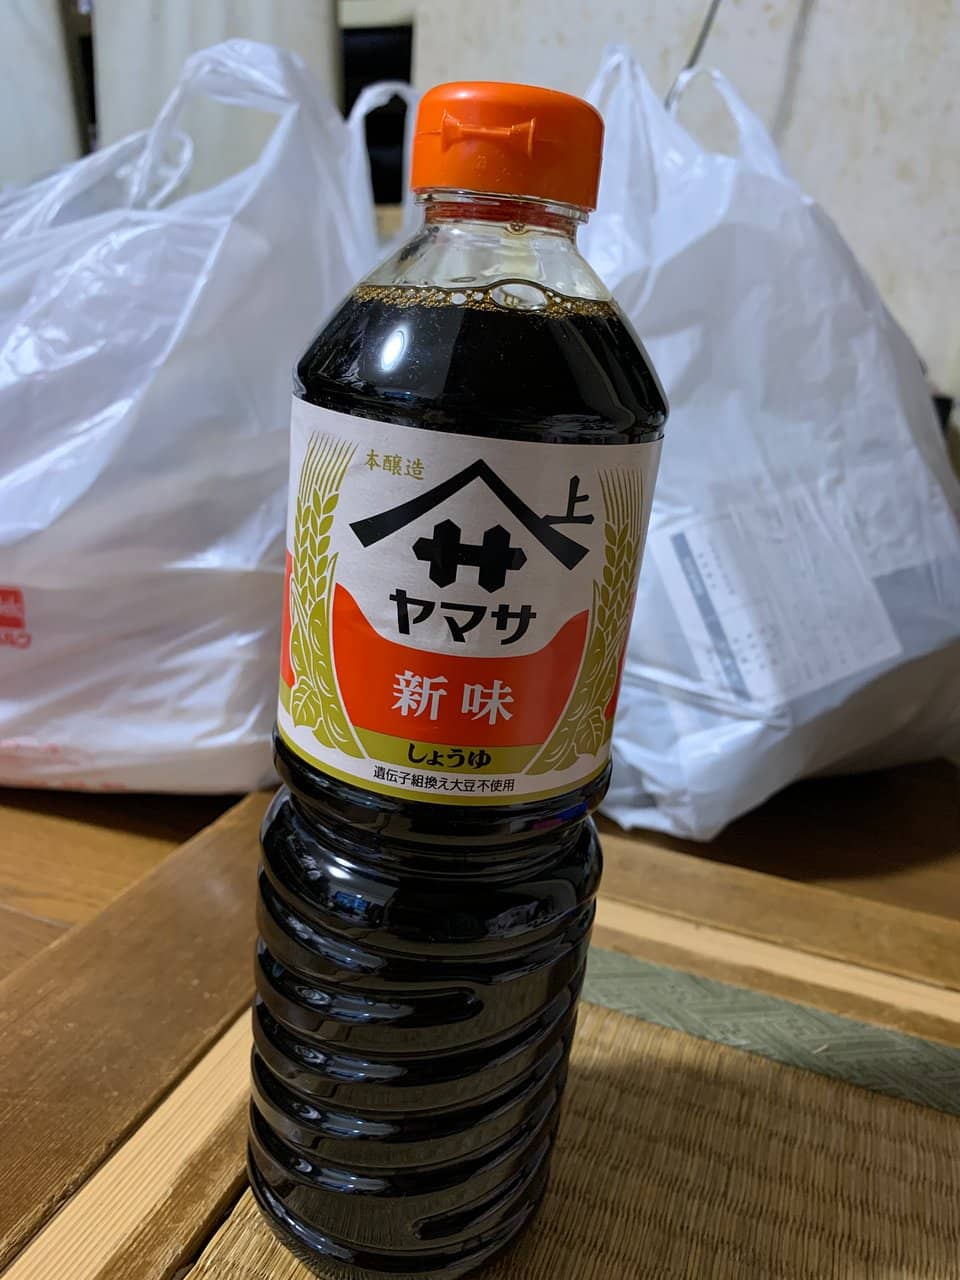 本醸造
上
サ
ヤマサ
新味
しょうゆ
遺伝子組換え大豆不使用